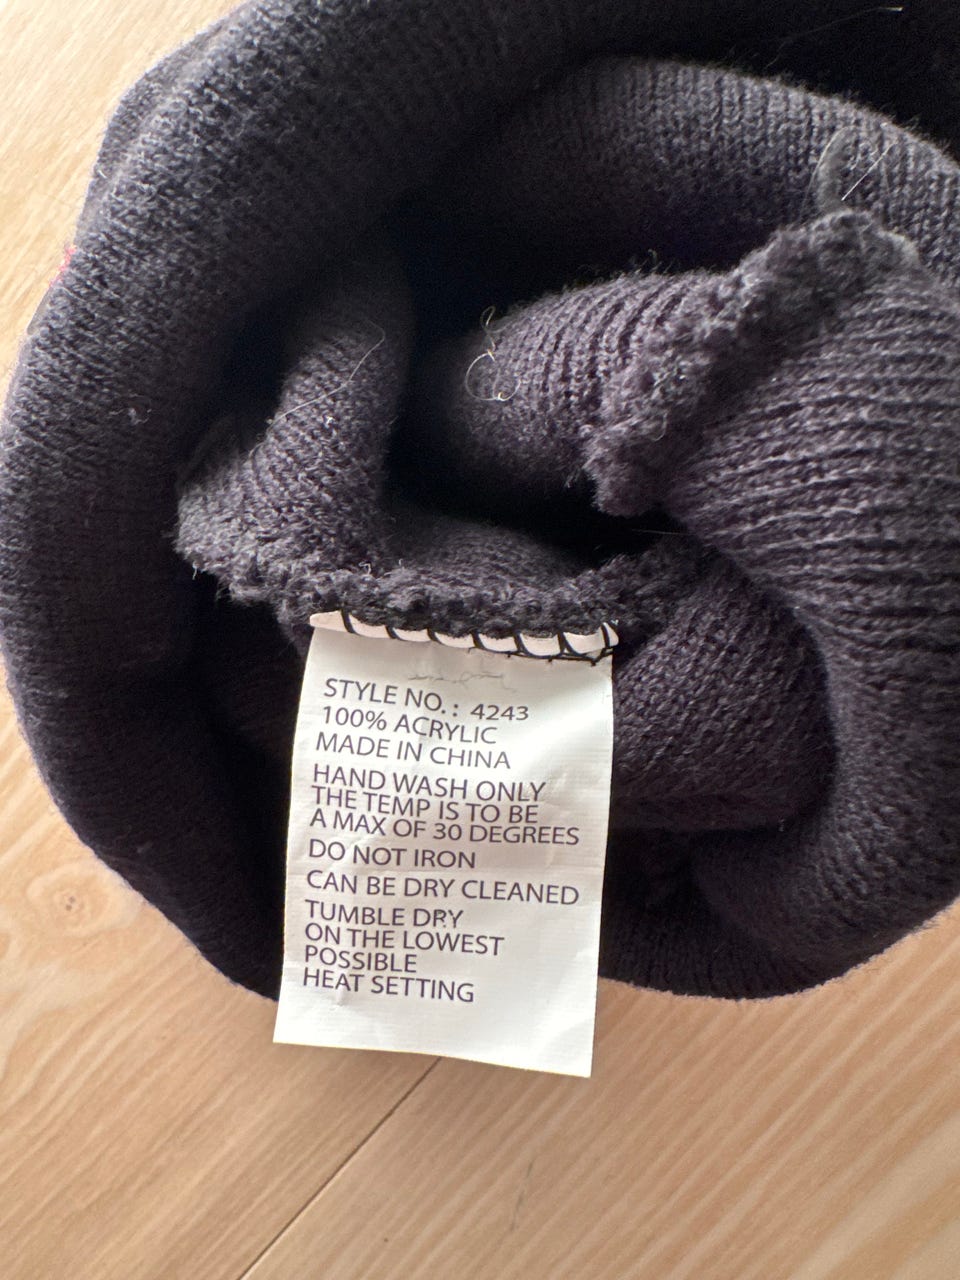 STYLE NO.: 4243
100% ACRYLIC
MADE IN CHINA
HAND WASH ONLY
THE TEMP IS TO BE
A MAX OF 30 DEGREES
DO NOT IRON
CAN BE DRY CLEANED
TUMBLE DRY
ON THE LOWEST
POSSIBLE
HEAT SETTING